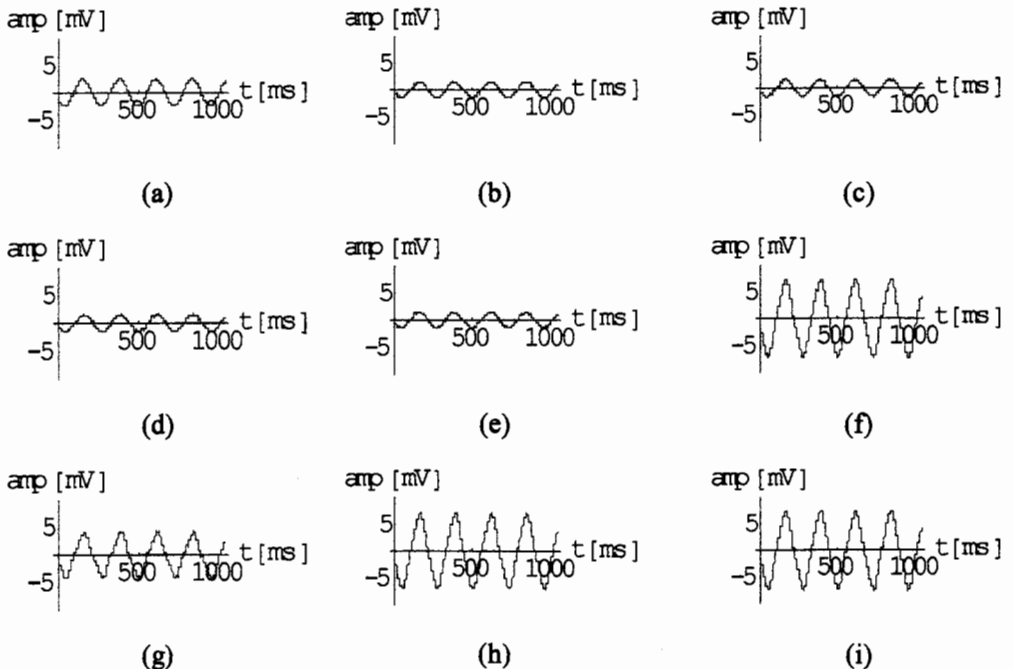 amp [mV] amp [mV] amp [mV]
5 5 5
t[ms] t[ms] t[ms]
500 1000 500 1000 500 1000
-5 -5 -5
(a) (b) (c)
amp [mV] amp [mV] amp [mV]
5 5 5
t[ms] t[ms] t[ms]
500 1000 500 1000 500 1000
-5 -5 -5
(d) (e) (f)
amp [mV] amp [mV] amp [mV]
5 5 5
t[ms] t[ms] t[ms]
500 1000 500 1000 500 1000
-5 -5 -5
(g) (h) (i)